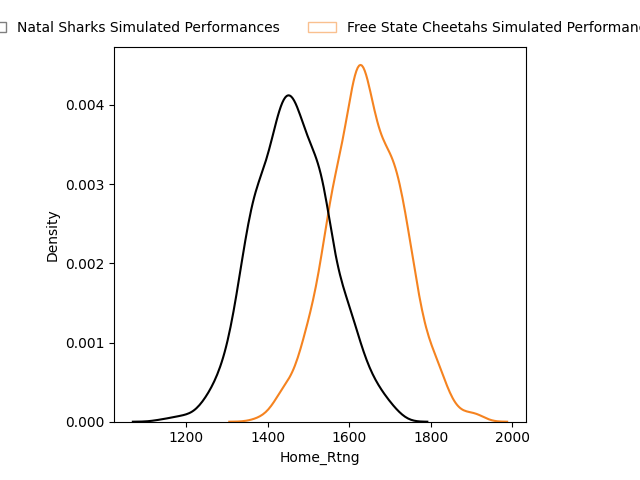 Natal Sharks Simulated Performances
Free State Cheetahs Simulated
0.004
0.003
0.002
0.001
0.000
Density
1200 1400 1600 1800 2000
Home_Rtng